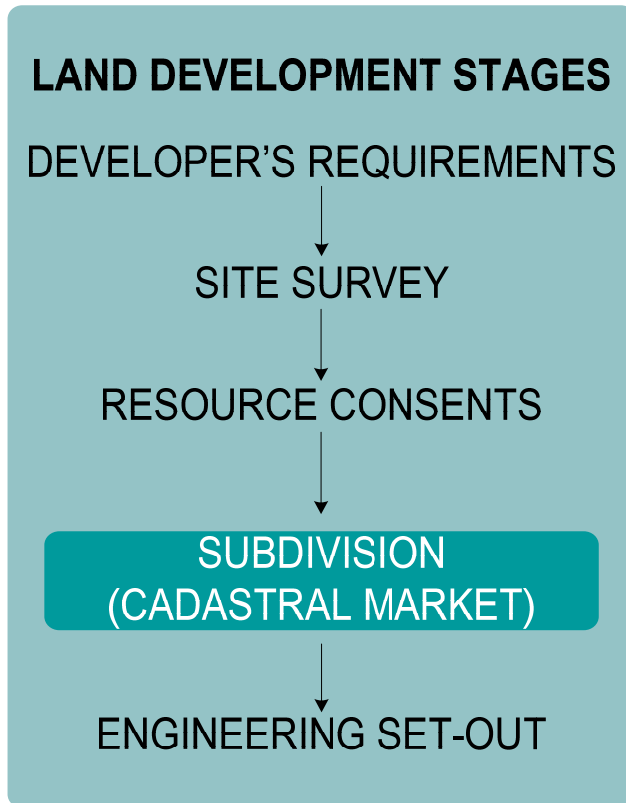 LAND DEVELOPMENT STAGES
DEVELOPER’S REQUIREMENTS
SITE SURVEY
RESOURCE CONSENTS
SUBDIVISION
(CADASTRAL MARKET)
ENGINEERING SET-OUT